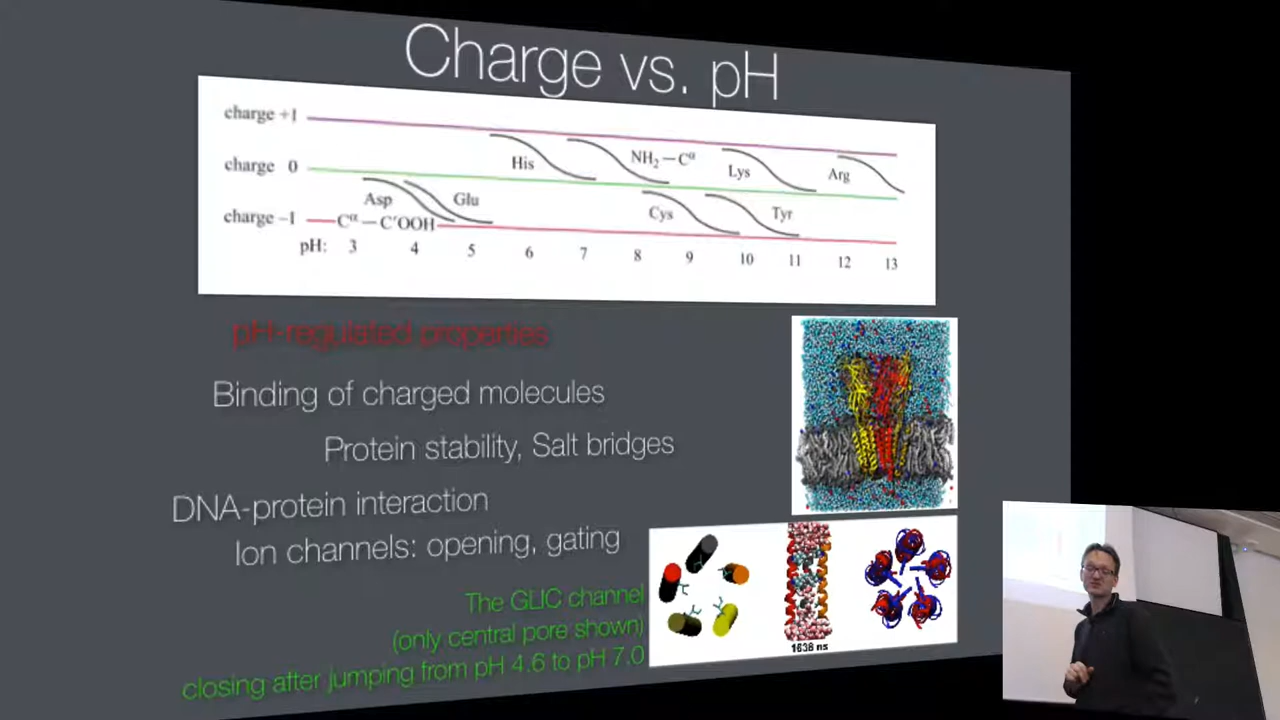 Charge vs. pH
charge +1
His
NH₂–Cᵅ
Lys
Arg
charge 0
Asp
Glu
Cys
Tyr
charge –1
Cᵅ–C′OOH
pH: 3 4 5 6 7 8 9 10 11 12 13
pH-regulated properties
Binding of charged molecules
Protein stability, Salt bridges
DNA-protein interaction
Ion channels: opening, gating
The GLIC channel
(only central pore shown)
closing after jumping from pH 4.6 to pH 7.0
1636 ns